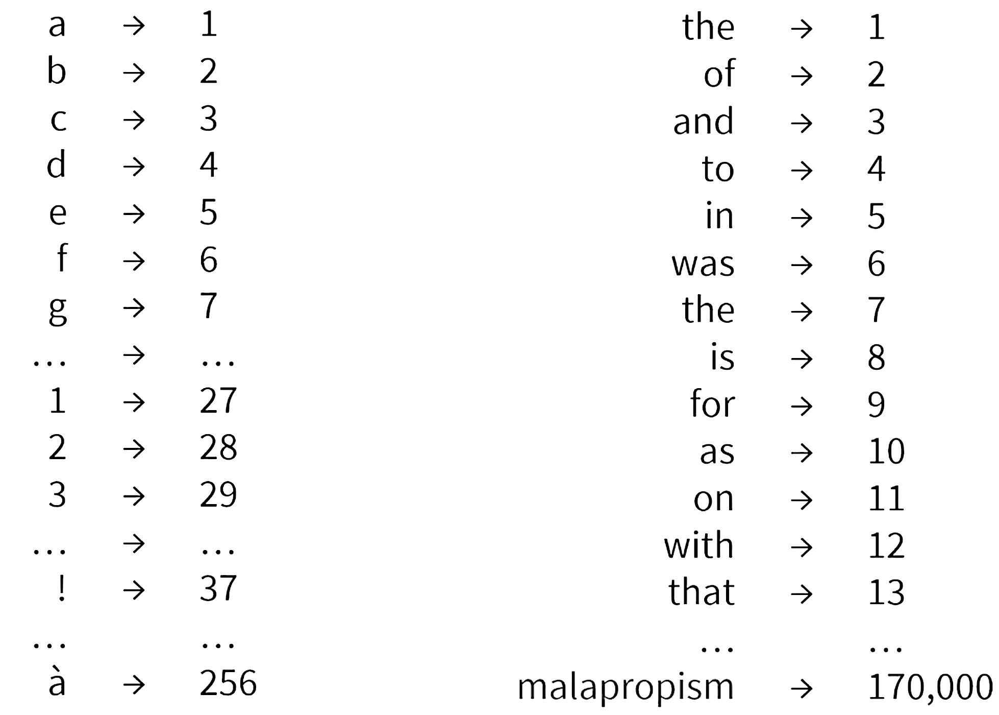 a → 1
b → 2
c → 3
d → 4
e → 5
f → 6
g → 7
... → ...
1 → 27
2 → 28
3 → 29
... → ...
! → 37
... ...
à → 256
the → 1
of → 2
and → 3
to → 4
in → 5
was → 6
the → 7
is → 8
for → 9
as → 10
on → 11
with → 12
that → 13
... ...
malapropism → 170,000